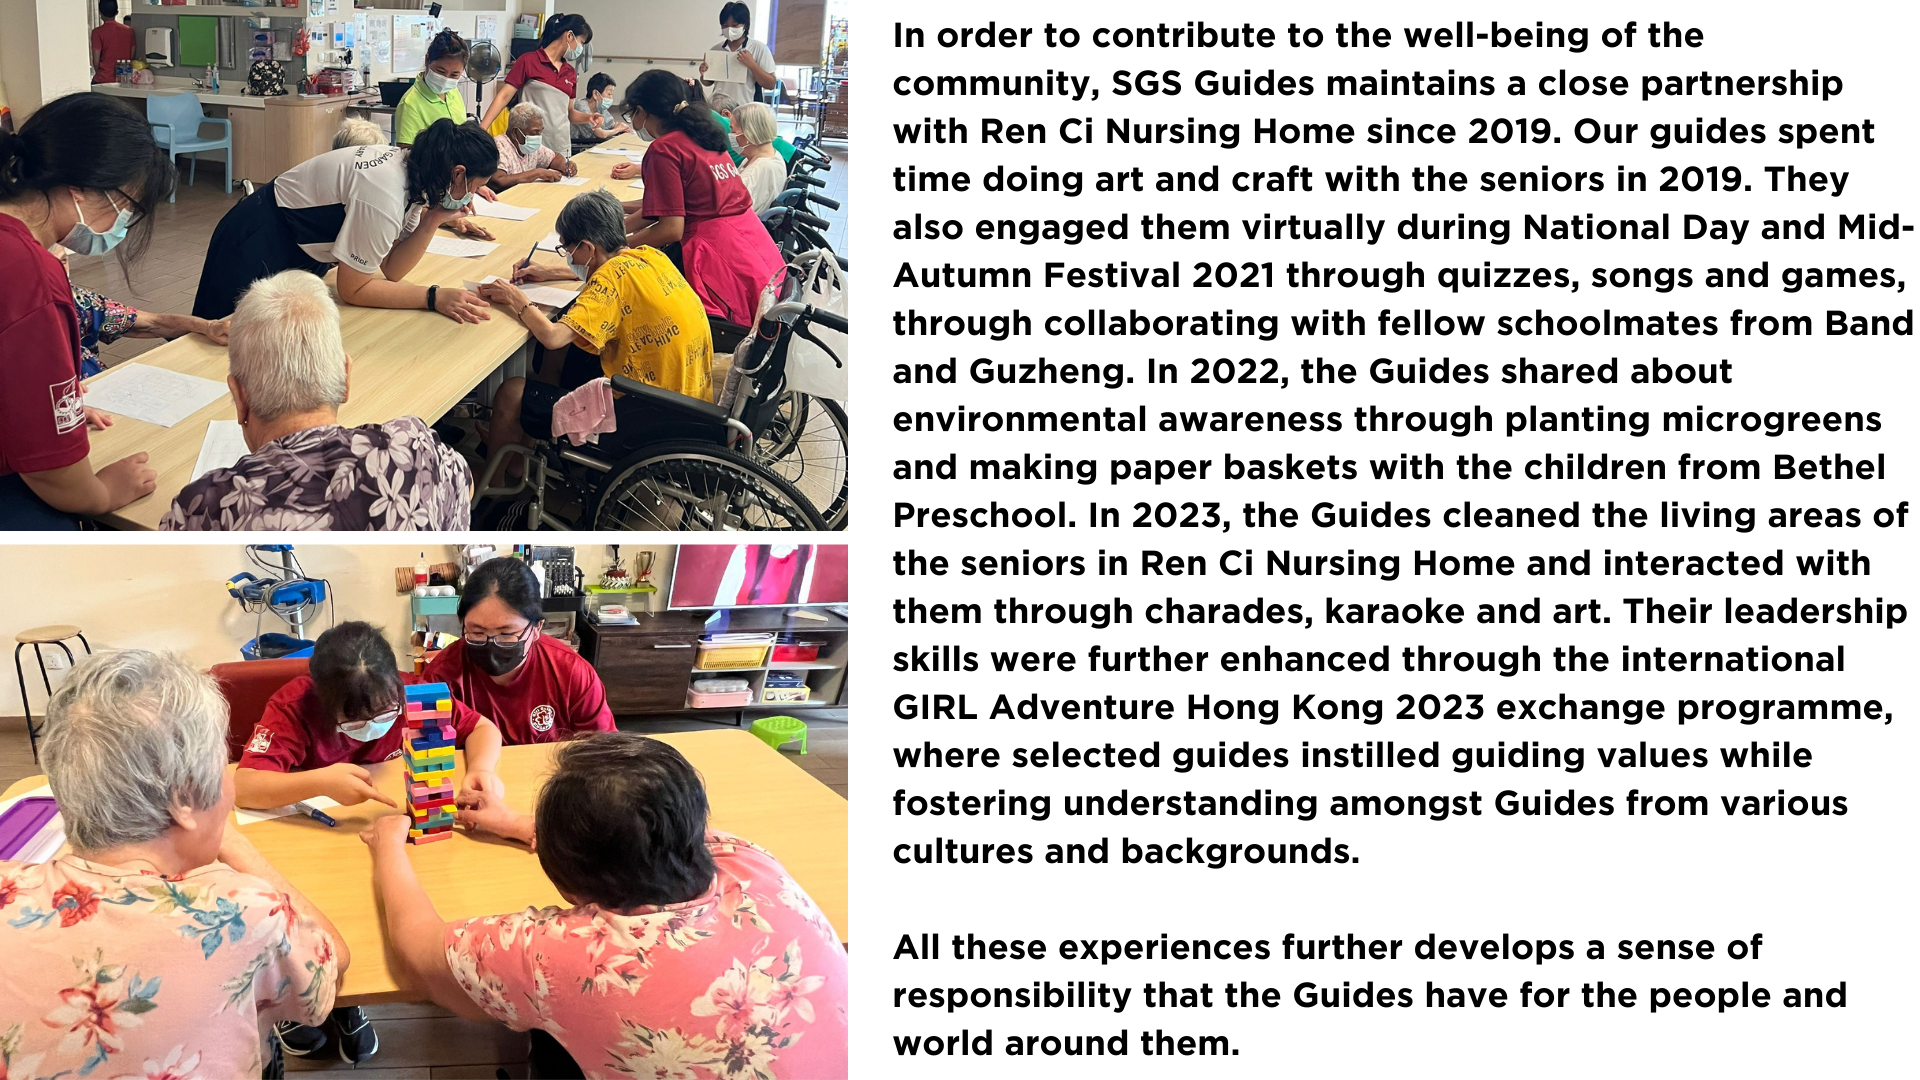 In order to contribute to the well-being of the
community, SGS Guides maintains a close partnership
with Ren Ci Nursing Home since 2019. Our guides spent
time doing art and craft with the seniors in 2019. They
also engaged them virtually during National Day and Mid-
Autumn Festival 2021 through quizzes, songs and games,
through collaborating with fellow schoolmates from Band
and Guzheng. In 2022, the Guides shared about
environmental awareness through planting microgreens
and making paper baskets with the children from Bethel
Preschool. In 2023, the Guides cleaned the living areas of
the seniors in Ren Ci Nursing Home and interacted with
them through charades, karaoke and art. Their leadership
skills were further enhanced through the international
GIRL Adventure Hong Kong 2023 exchange programme,
where selected guides instilled guiding values while
fostering understanding amongst Guides from various
cultures and backgrounds.
All these experiences further develops a sense of
responsibility that the Guides have for the people and
world around them.
GARDEN
PRIDE
SGS